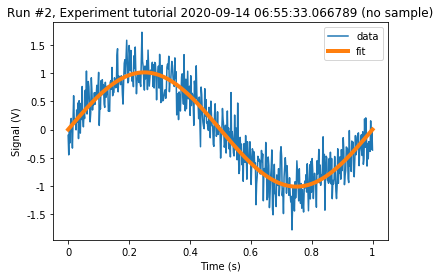 Run #2, Experiment tutorial 2020-09-14 06:55:33.066789 (no sample)
data
fit
Signal (V)
1.5
1
0.5
0
-0.5
-1
-1.5
0 0.2 0.4 0.6 0.8 1
Time (s)